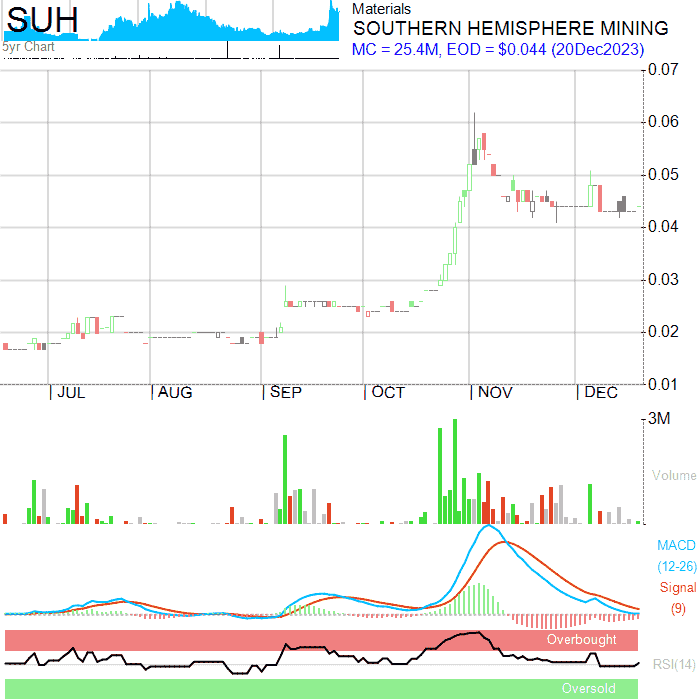 SUH
5yr Chart
Materials
SOUTHERN HEMISPHERE MINING
MC = 25.4M, EOD = $0.044 (20Dec2023)
0.07
0.06
0.05
0.04
0.03
0.02
0.01
JUL AUG SEP OCT NOV DEC
3M
Volume
MACD
(12-26)
Signal
(9)
Overbought
RSI(14)
Oversold